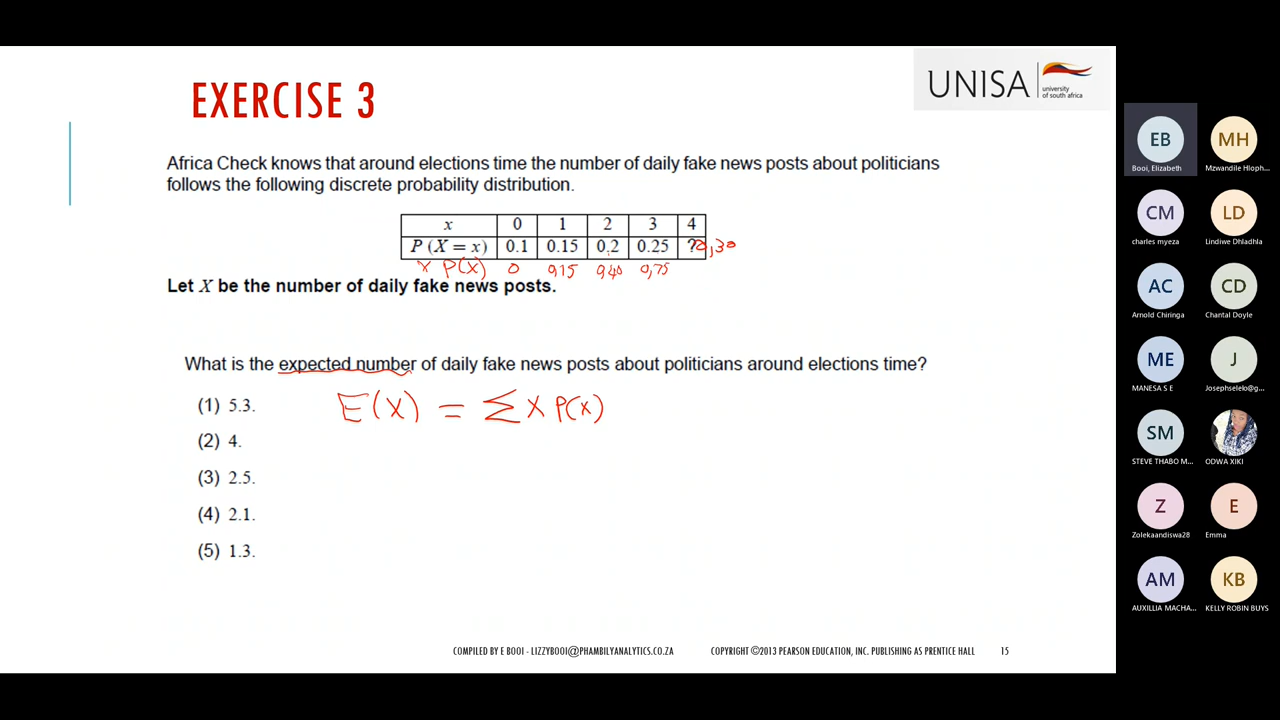 EXERCISE 3
UNISA
university
of south africa
Africa Check knows that around elections time the number of daily fake news posts about politicians
follows the following discrete probability distribution.
x 0 1 2 3 4
P (X = x) 0.1 0.15 0.2 0.25 ? 0,30
X P(X) 0 0,15 0,40 0,75
Let X be the number of daily fake news posts.
What is the expected number of daily fake news posts about politicians around elections time?
(1) 5.3.
E(X) = Σ X P(X)
(2) 4.
(3) 2.5.
(4) 2.1.
(5) 1.3.
COMPILED BY E BOOI - LIZZYBOOI@PHAMBILYANALYTICS.CO.ZA
COPYRIGHT ©2013 PEARSON EDUCATION, INC. PUBLISHING AS PRENTICE HALL
15
EB
Booi, Elizabeth
MH
Mzwandile Hloph...
CM
charles myeza
LD
Lindiwe Dhladhla
AC
Arnold Chiringa
CD
Chantal Doyle
ME
MANESA S E
J
Josephselelo@g...
SM
STEVE THABO M...
ODWA XIKI
Z
Zolekaandiswa28
E
Emma
AM
AUXILLIA MACHA...
KB
KELLY ROBIN BUYS